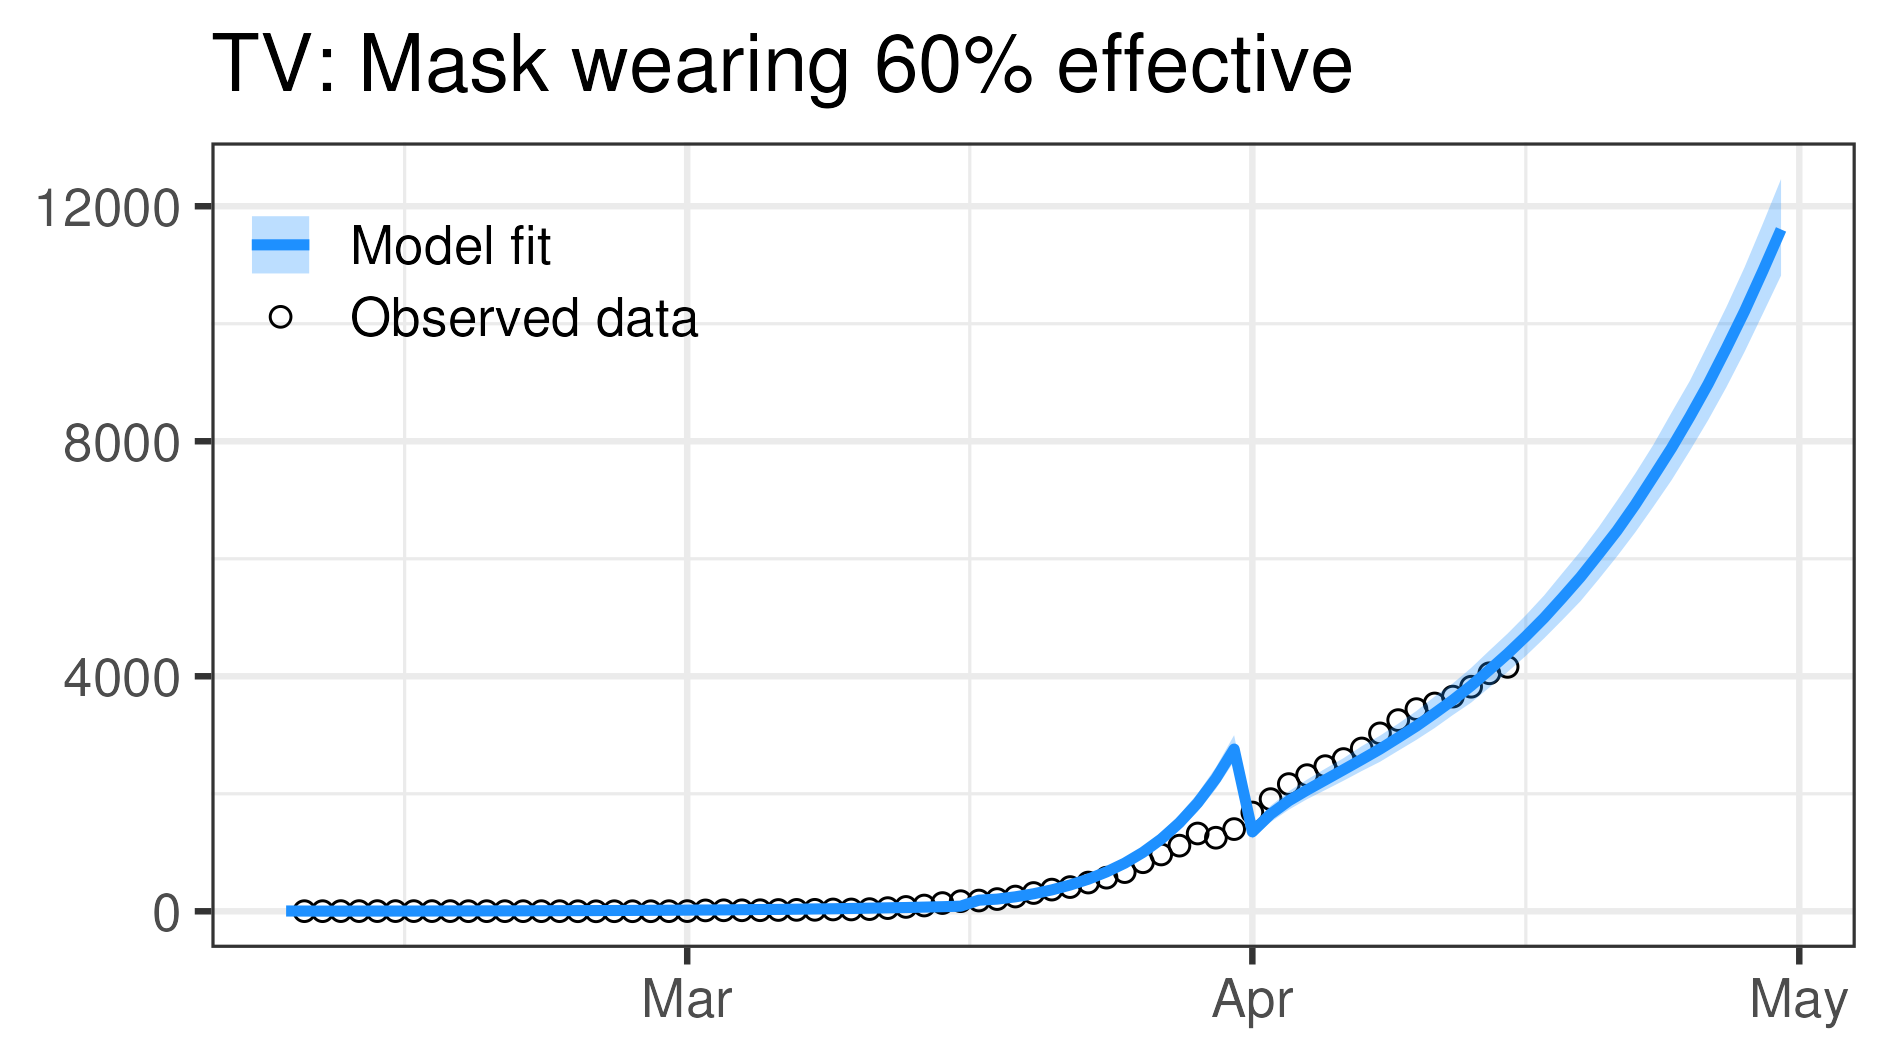 TV: Mask wearing 60% effective
12000
8000
4000
0
Model fit
Observed data
Mar
Apr
May